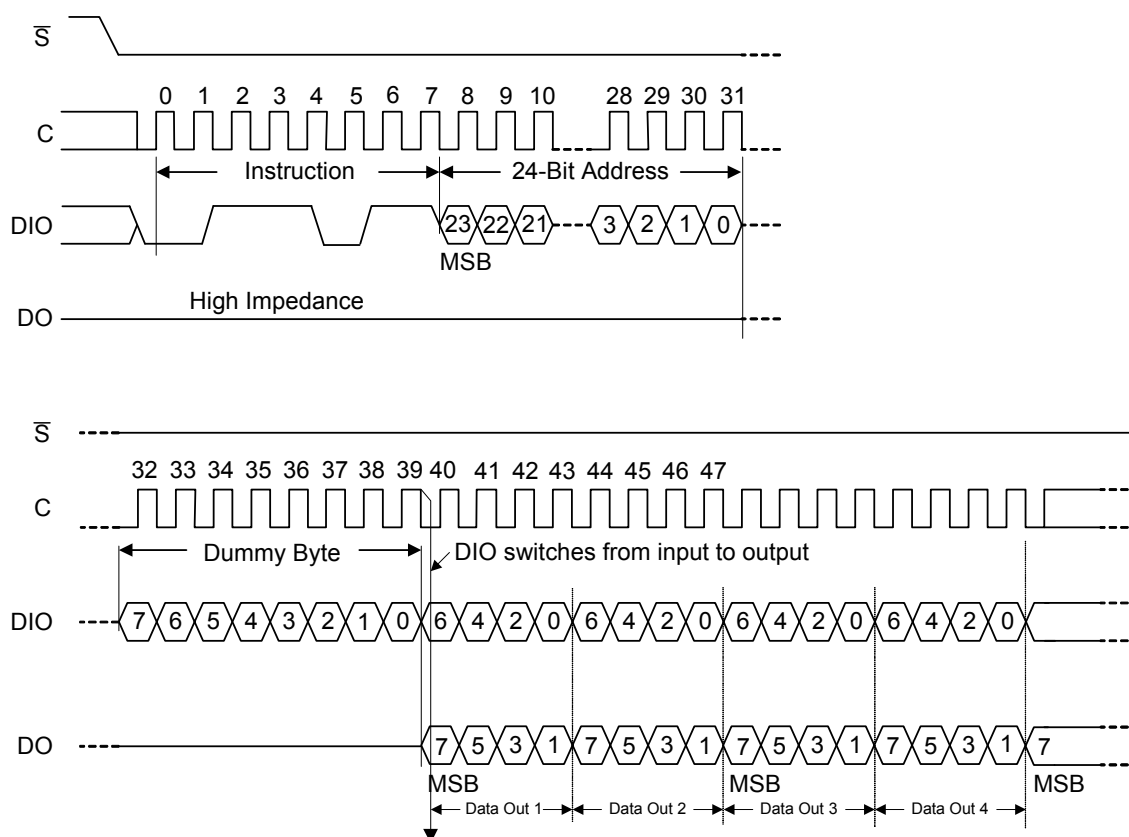 S
0 1 2 3 4 5 6 7 8 9 10 28 29 30 31
C
Instruction 24-Bit Address
DIO 23 22 21 3 2 1 0
MSB
High Impedance
DO
S
32 33 34 35 36 37 38 39 40 41 42 43 44 45 46 47
C
Dummy Byte DIO switches from input to output
DIO 7 6 5 4 3 2 1 0 6 4 2 0 6 4 2 0 6 4 2 0 6 4 2 0
DO 7 5 3 1 7 5 3 1 7 5 3 1 7 5 3 1 7
MSB MSB MSB
Data Out 1 Data Out 2 Data Out 3 Data Out 4